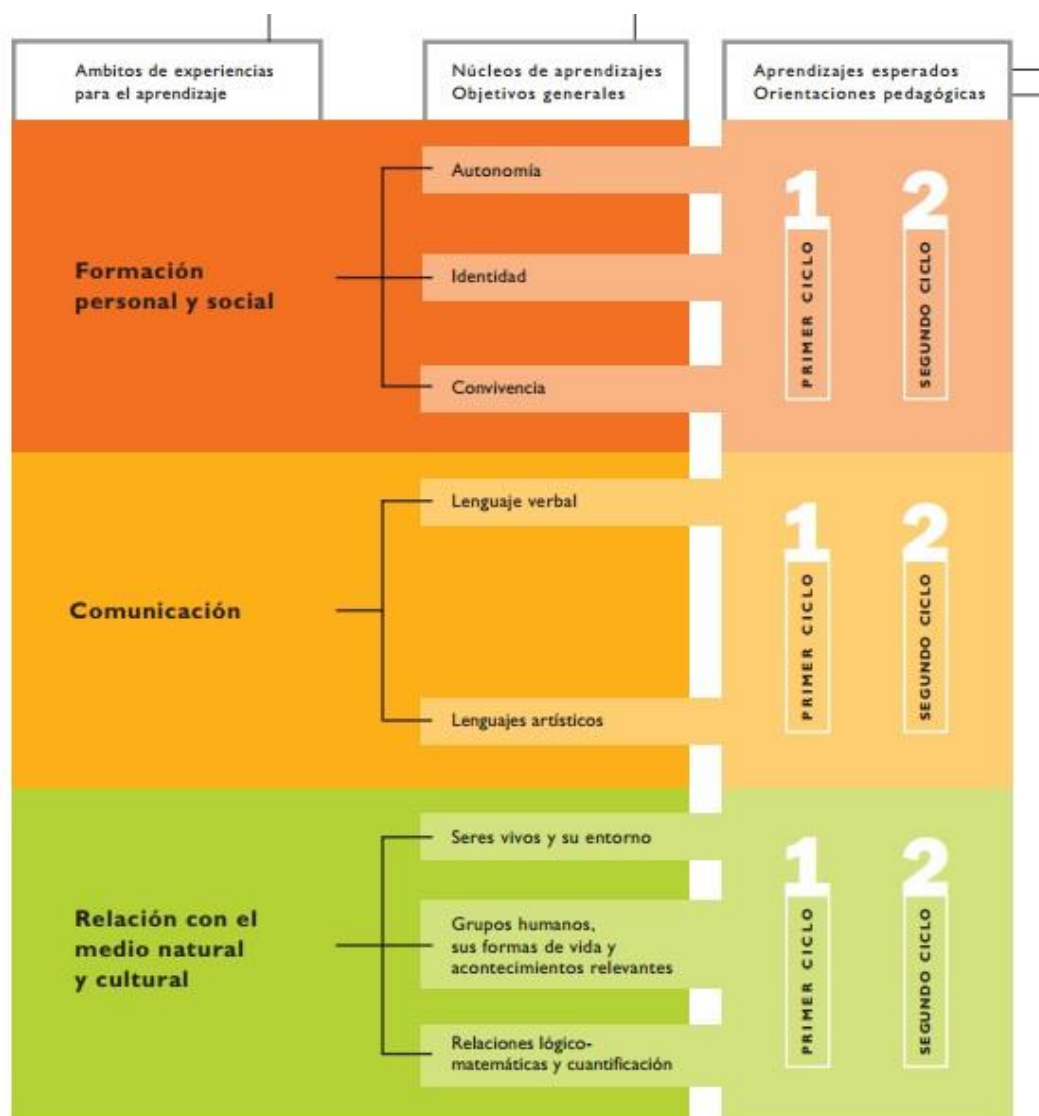 Ambitos de experiencias
para el aprendizaje
Núcleos de aprendizajes
Objetivos generales
Aprendizajes esperados
Orientaciones pedagógicas
Formación
personal y social
Autonomía
Identidad
Convivencia
1
PRIMER CICLO
2
SEGUNDO CICLO
Comunicación
Lenguaje verbal
Lenguajes artísticos
1
PRIMER CICLO
2
SEGUNDO CICLO
Relación con el
medio natural
y cultural
Seres vivos y su entorno
Grupos humanos,
sus formas de vida y
acontecimientos relevantes
Relaciones lógico-
matemáticas y cuantificación
1
PRIMER CICLO
2
SEGUNDO CICLO